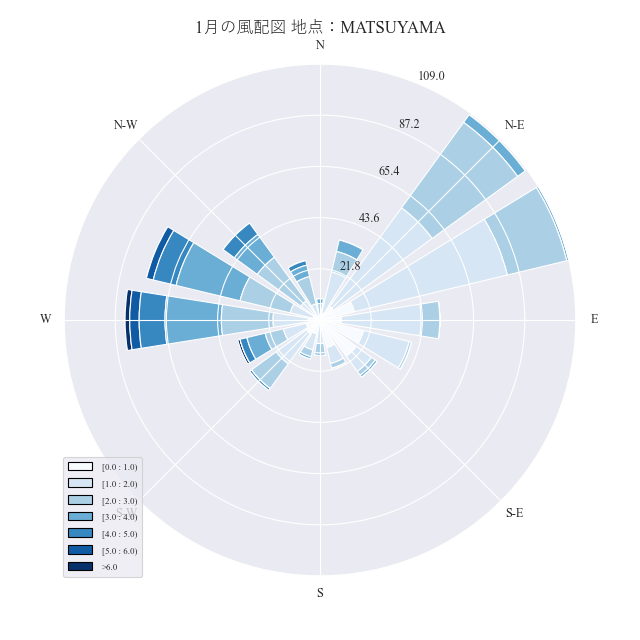 1月の風配図 地点：MATSUYAMA
N
109.0
N-W
87.2
N-E
65.4
43.6
21.8
W
E
[0.0 : 1.0)
[1.0 : 2.0)
[2.0 : 3.0)
S-W
[3.0 : 4.0)
[4.0 : 5.0)
[5.0 : 6.0)
>6.0
S-E
S